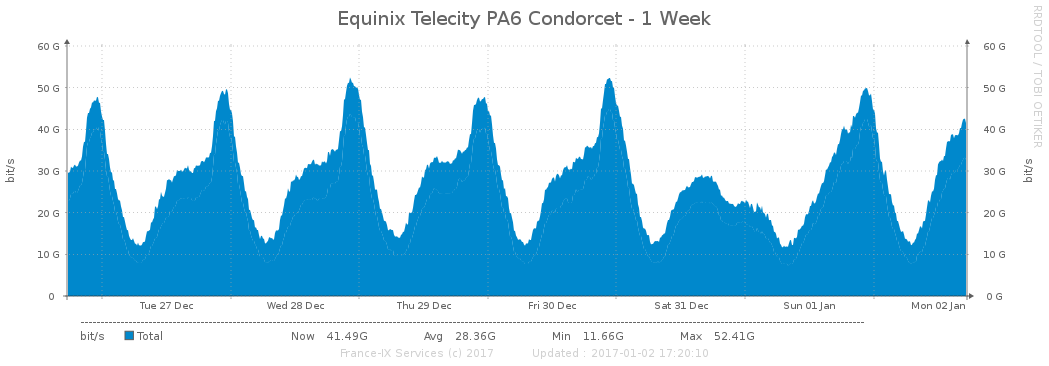 Equinix Telecity PA6 Condorcet - 1 Week
RRDTOOL / TOBI OETIKER
60 G 60 G
50 G 50 G
40 G 40 G
30 G 30 G
20 G 20 G
10 G 10 G
0 0 G
bit/s
bit/s
Tue 27 Dec Wed 28 Dec Thu 29 Dec Fri 30 Dec Sat 31 Dec Sun 01 Jan Mon 02 Jan
bit/s Total Now 41.49G Avg 28.36G Min 11.66G Max 52.41G
France-IX Services (c) 2017 Updated : 2017-01-02 17:20:10